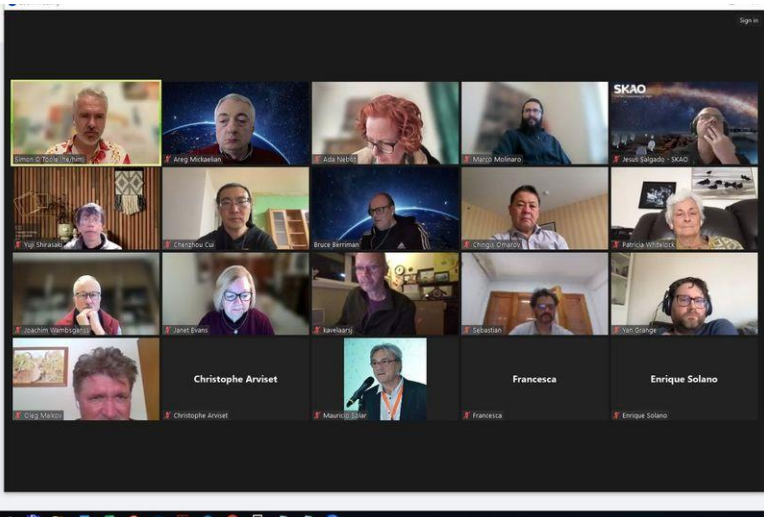 Sign in
SKAO
Simon O'Toole (he/him)
Areg Mickaelian
Ada Nebot
Marco Molinaro
Jesus Salgado - SKAO
Yuji Shirasaki
Chenzhou Cui
Bruce Berriman
Chingis Omarov
Patricia Whitelock
Joachim Wambsganss
Janet Evans
kavelaarsj
Sebastian
Yan Grange
Christophe Arviset
Francesca
Enrique Solano
Oleg Malkov
Christophe Arviset
Mauricio Solar
Francesca
Enrique Solano